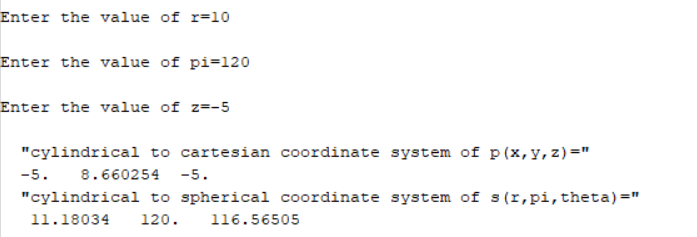 Enter the value of r=10
Enter the value of pi=120
Enter the value of z=-5
"cylindrical to cartesian coordinate system of p(x,y,z)="
-5. 8.660254 -5.
"cylindrical to spherical coordinate system of s(r,pi,theta)="
11.18034 120. 116.56505